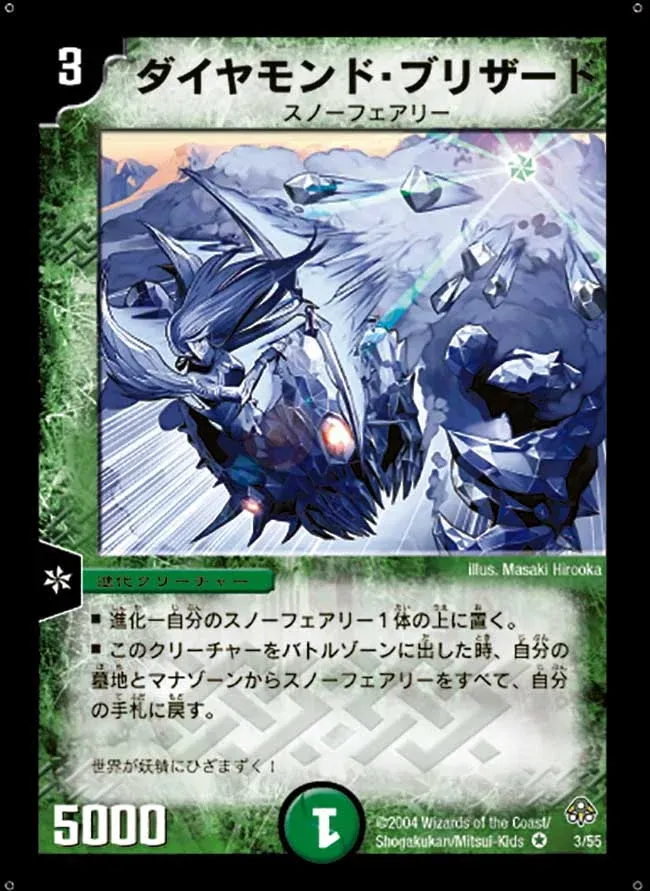 3
ダイヤモンド・ブリザード
スノーフェアリー
illus. Masaki Hirooka
進化クリーチャー
■ 進化－自分のスノーフェアリー１体の上に置く。
■ このクリーチャーをバトルゾーンに出した時、自分の
墓地とマナゾーンからスノーフェアリーをすべて、自分
の手札に戻す。
世界が妖精にひざまずく！
5000
1
©2004 Wizards of the Coast/
Shogakukan/Mitsui-Kids
3/55